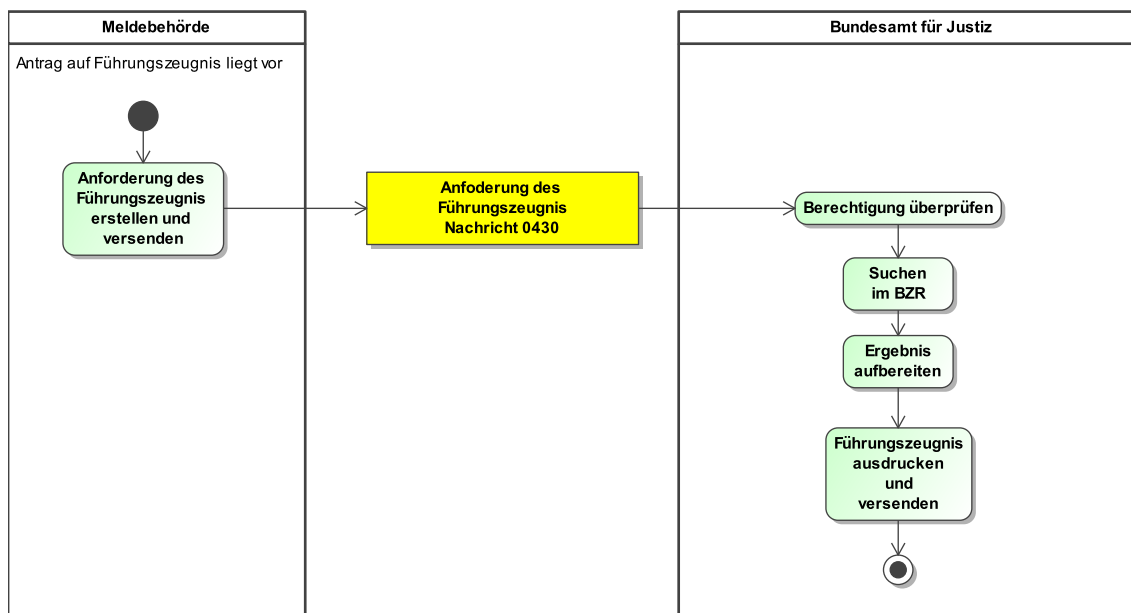 Meldebehörde
Bundesamt für Justiz
Antrag auf Führungszeugnis liegt vor
Anforderung des
Führungszeugnis
erstellen und
versenden
Anfoderung des
Führungszeugnis
Nachricht 0430
Berechtigung überprüfen
Suchen
im BZR
Ergebnis
aufbereiten
Führungszeugnis
ausdrucken
und
versenden